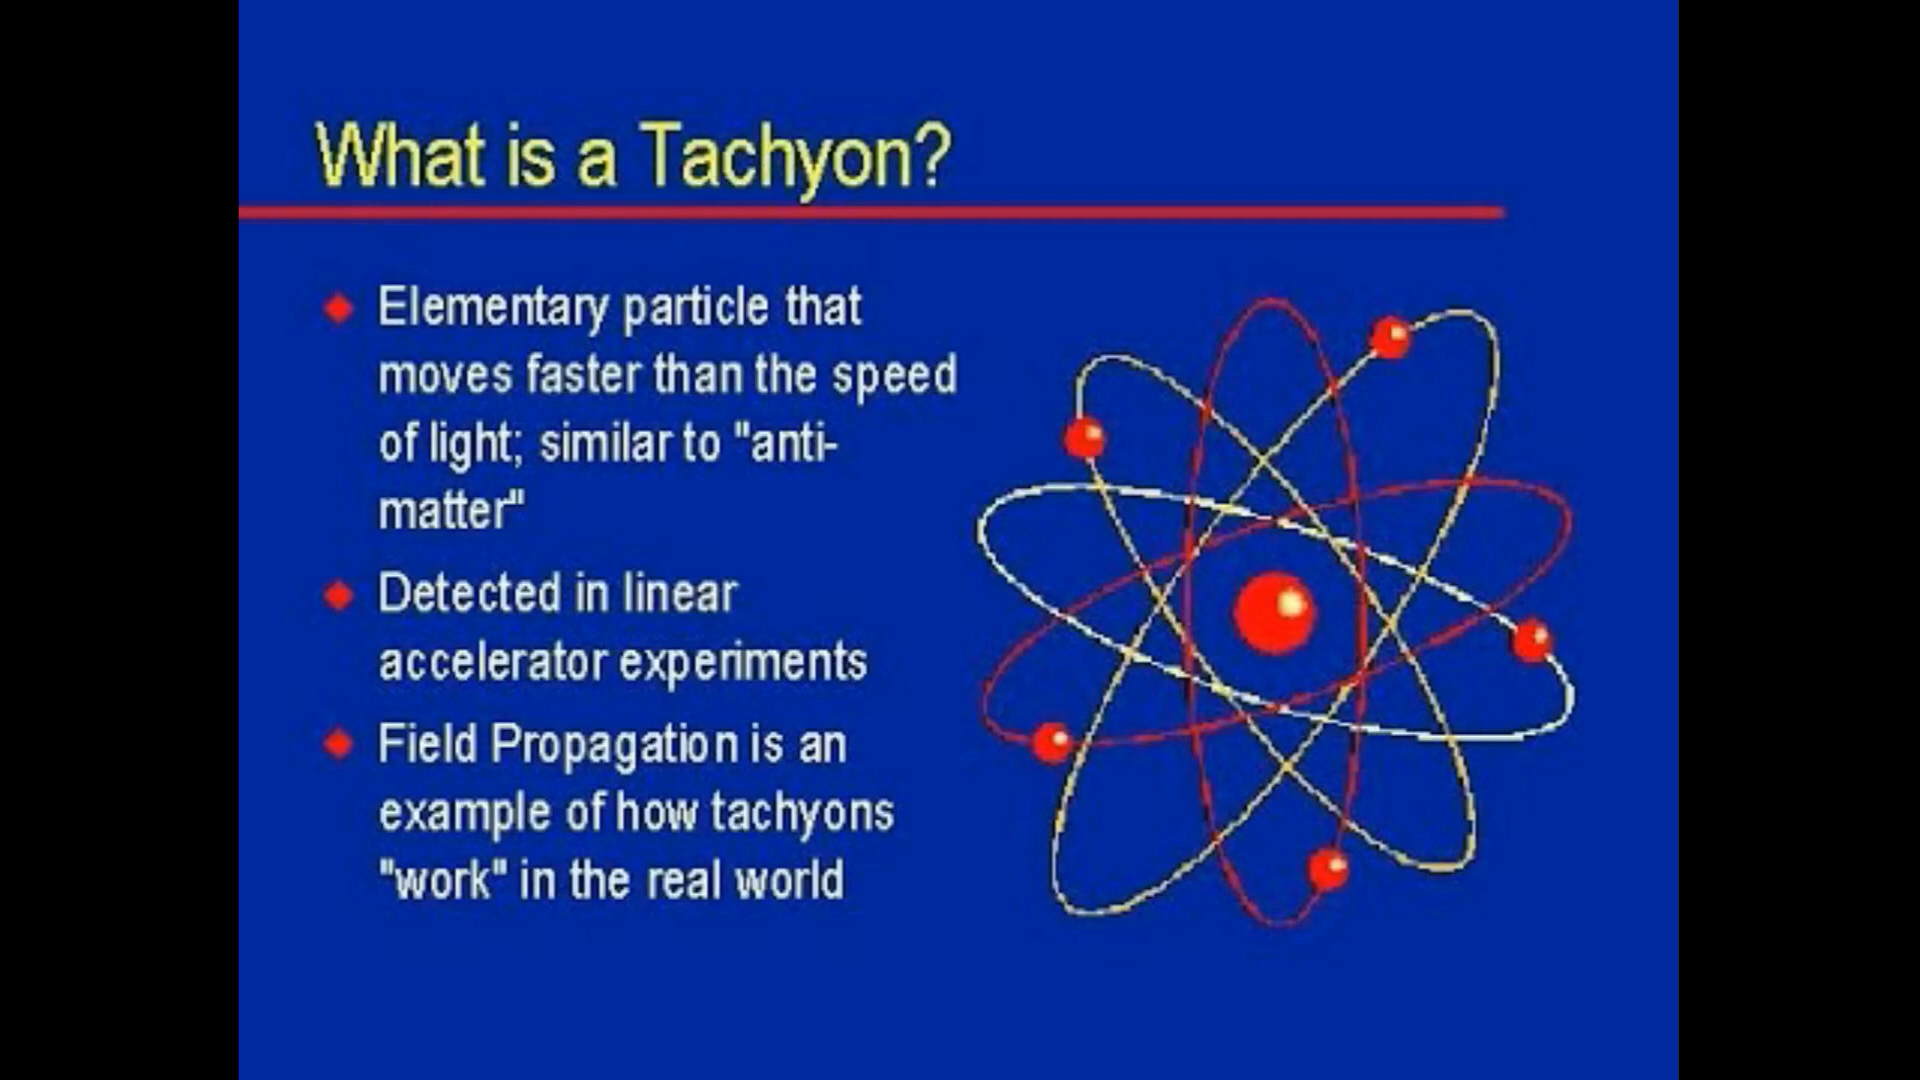 What is a Tachyon?
Elementary particle that
moves faster than the speed
of light; similar to "anti-
matter"
Detected in linear
accelerator experiments
Field Propagation is an
example of how tachyons
"work" in the real world